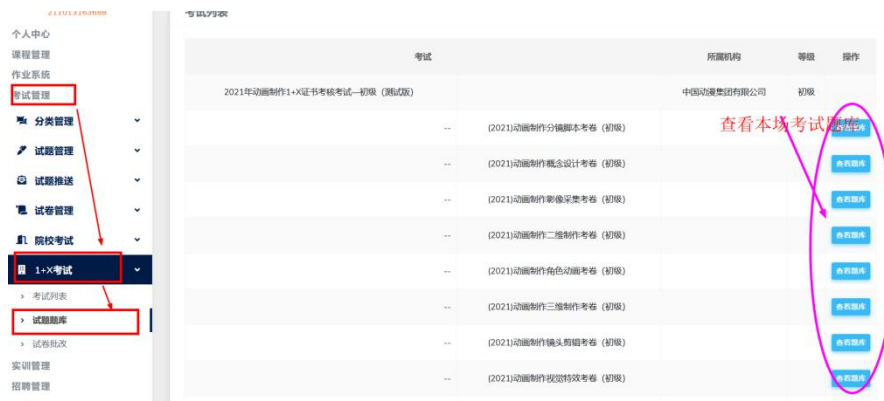 211013163600
考试列表
个人中心
课程管理
作业系统
考试管理
分类管理
试题管理
试题推送
试卷管理
院校考试
1+X考试
考试列表
试题题库
试卷批改
实训管理
招聘管理
考试 所属机构 等级 操作
2021年动画制作1+X证书考核考试—初级（测试版） 中国动漫集团有限公司 初级
-- (2021)动画制作分镜脚本考卷（初级）
查看本场考试题库
-- (2021)动画制作概念设计考卷（初级） 查看题库
-- (2021)动画制作影像采集考卷（初级） 查看题库
-- (2021)动画制作二维制作考卷（初级） 查看题库
-- (2021)动画制作角色动画考卷（初级） 查看题库
-- (2021)动画制作三维制作考卷（初级） 查看题库
-- (2021)动画制作镜头剪辑考卷（初级） 查看题库
-- (2021)动画制作视觉特效考卷（初级） 查看题库